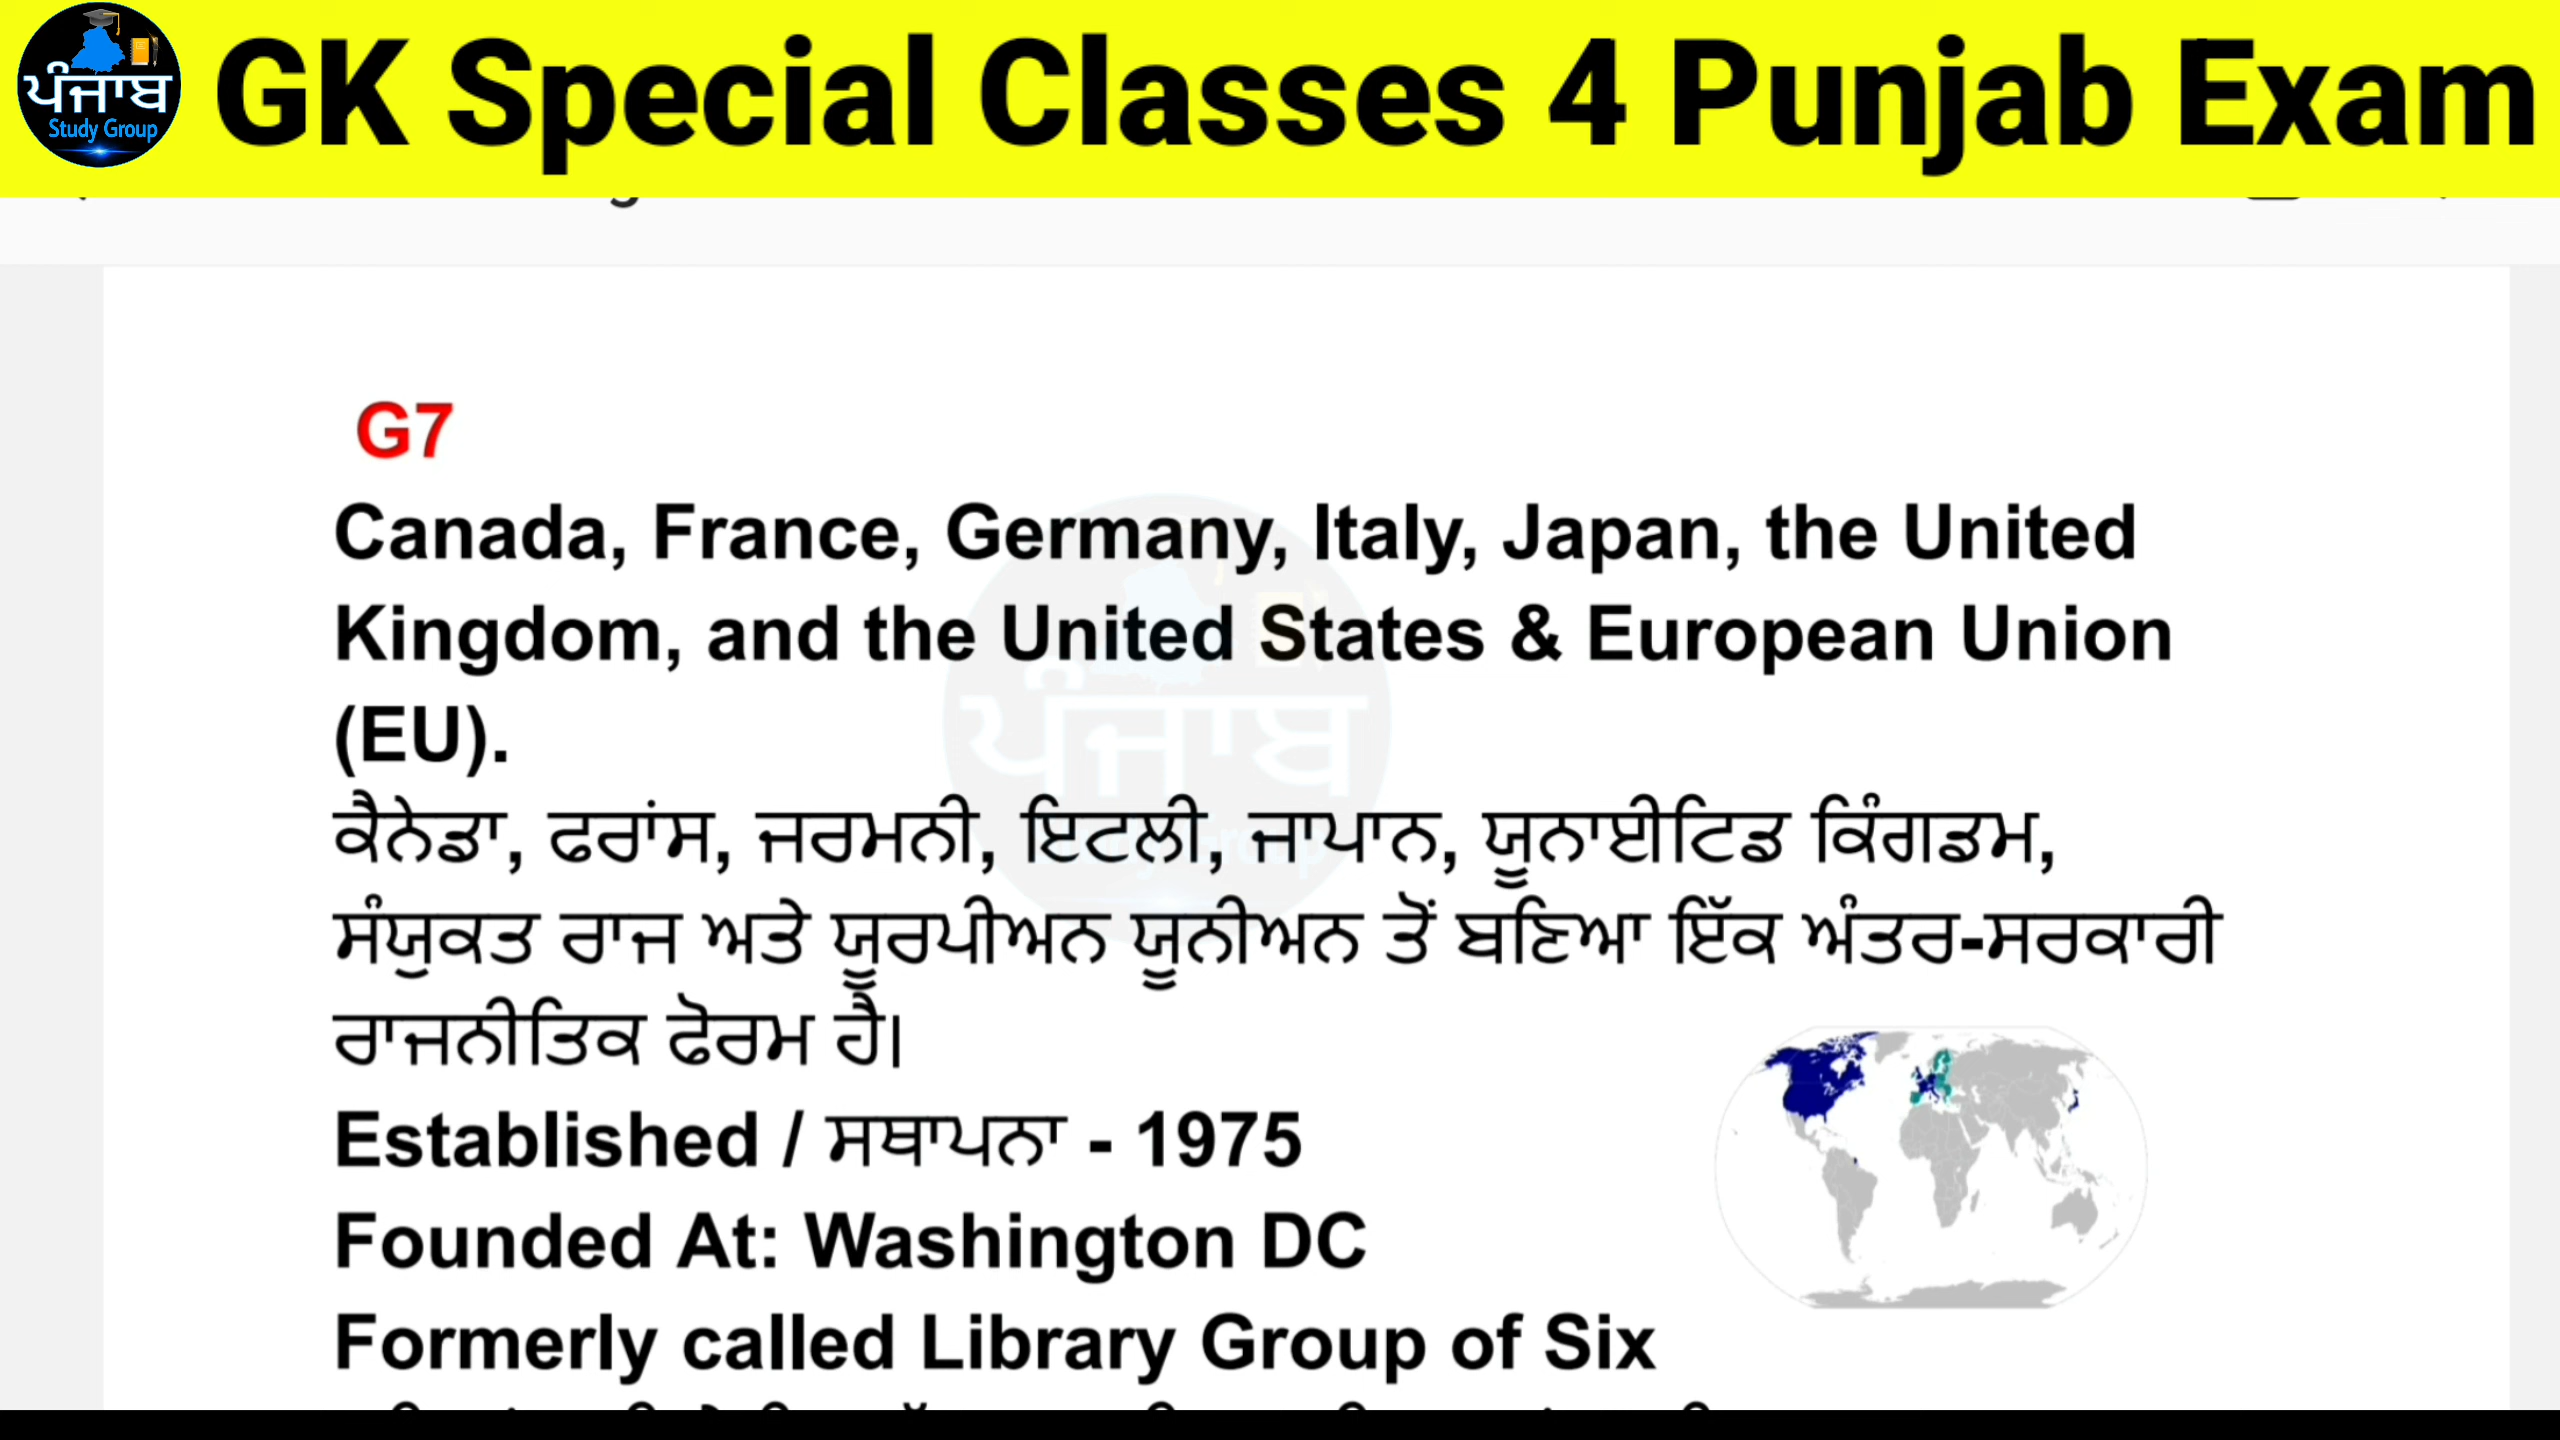 ਪੰਜਾਬ
Study Group
GK Special Classes 4 Punjab Exam
G7
Canada, France, Germany, Italy, Japan, the United
Kingdom, and the United States & European Union
(EU).
ਕੈਨੇਡਾ, ਫਰਾਂਸ, ਜਰਮਨੀ, ਇਟਲੀ, ਜਾਪਾਨ, ਯੂਨਾਈਟਿਡ ਕਿੰਗਡਮ,
ਸੰਯੁਕਤ ਰਾਜ ਅਤੇ ਯੂਰਪੀਅਨ ਯੂਨੀਅਨ ਤੋਂ ਬਣਿਆ ਇੱਕ ਅੰਤਰ-ਸਰਕਾਰੀ
ਰਾਜਨੀਤਿਕ ਫੋਰਮ ਹੈ।
Established / ਸਥਾਪਨਾ - 1975
Founded At: Washington DC
Formerly called Library Group of Six